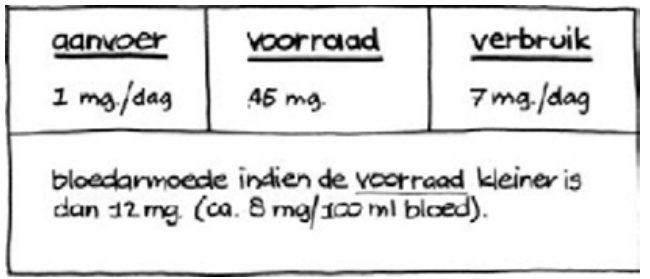 aanvoer voorraad verbruik
1 mg./dag 45 mg. 7 mg./dag
bloedarmoede indien de voorraad kleiner is
dan 12 mg. (ca. 8 mg/100 ml bloed).